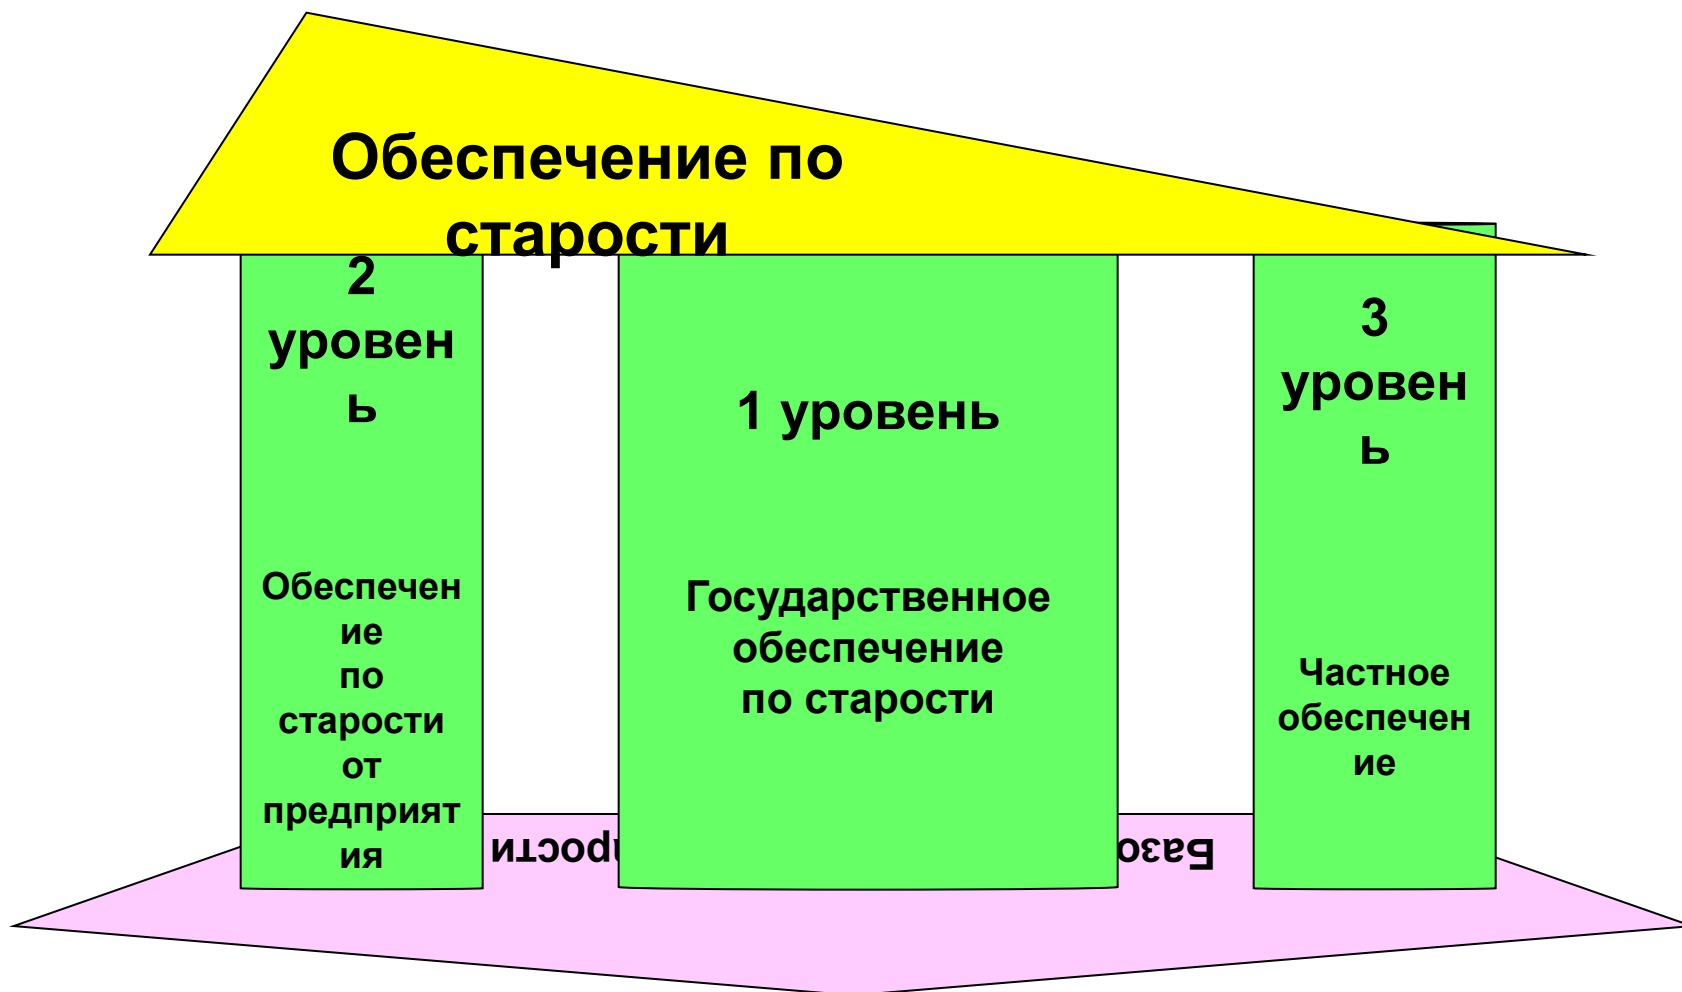 Обеспечение по
старости
2
уровен
ь
Обеспечен
ие
по
старости
от
предприят
ия
1 уровень
Государственное
обеспечение
по старости
3
уровен
ь
Частное
обеспечен
ие